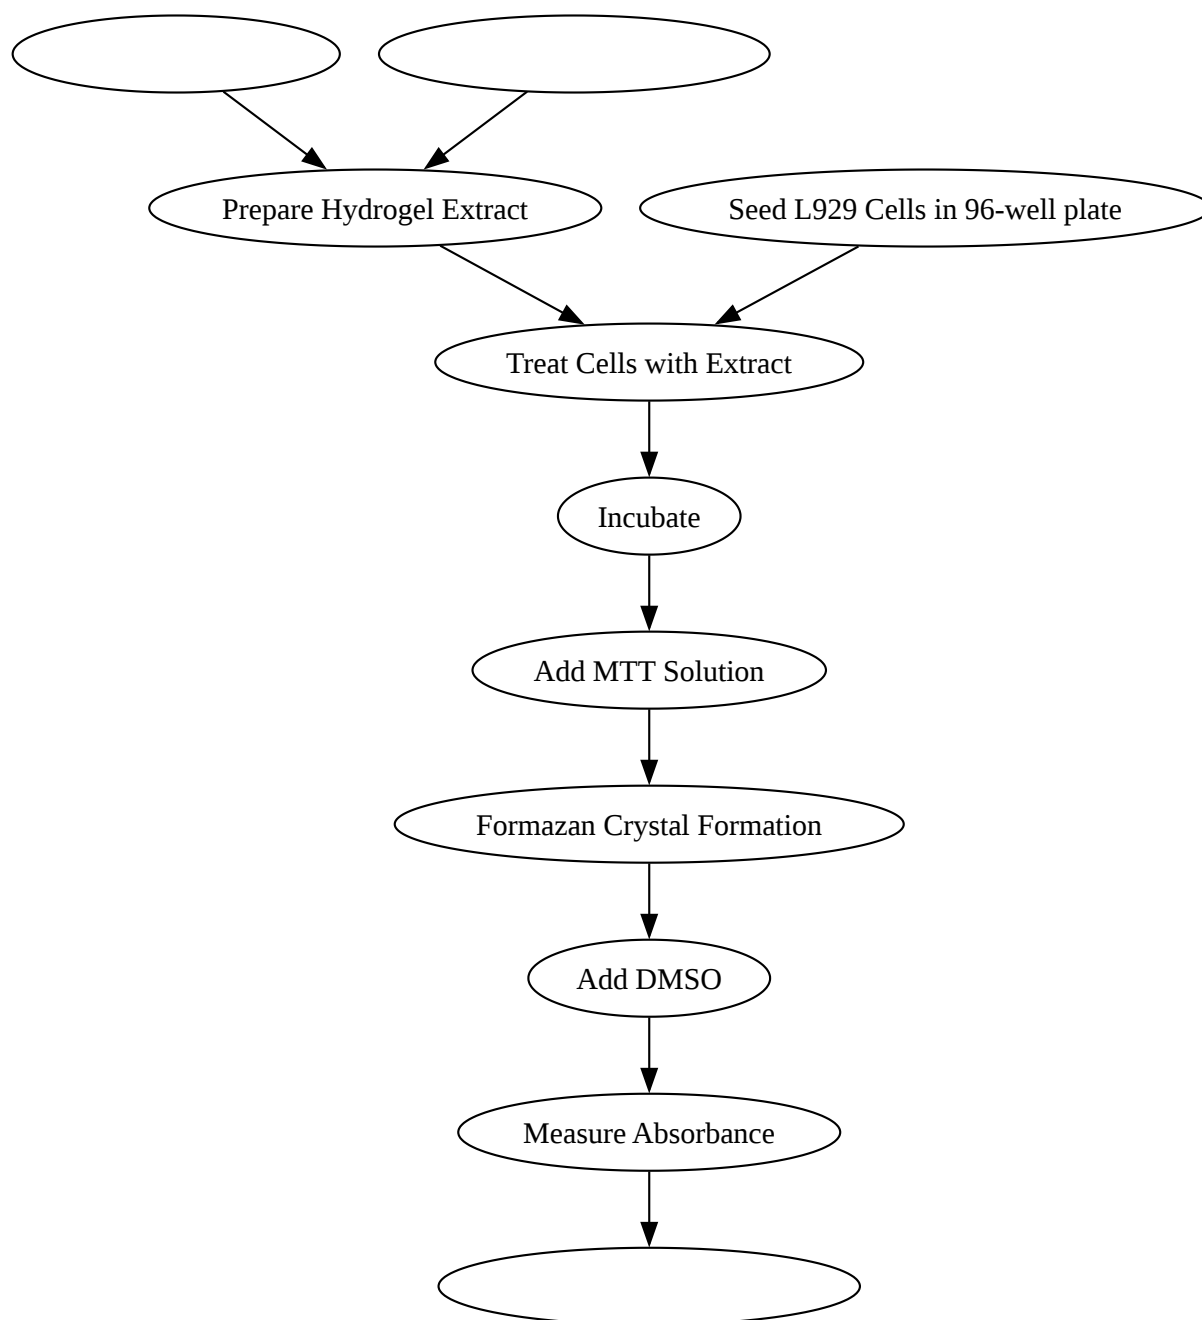 Prepare Hydrogel Extract
Seed L929 Cells in 96-well plate
Treat Cells with Extract
Incubate
Add MTT Solution
Formazan Crystal Formation
Add DMSO
Measure Absorbance